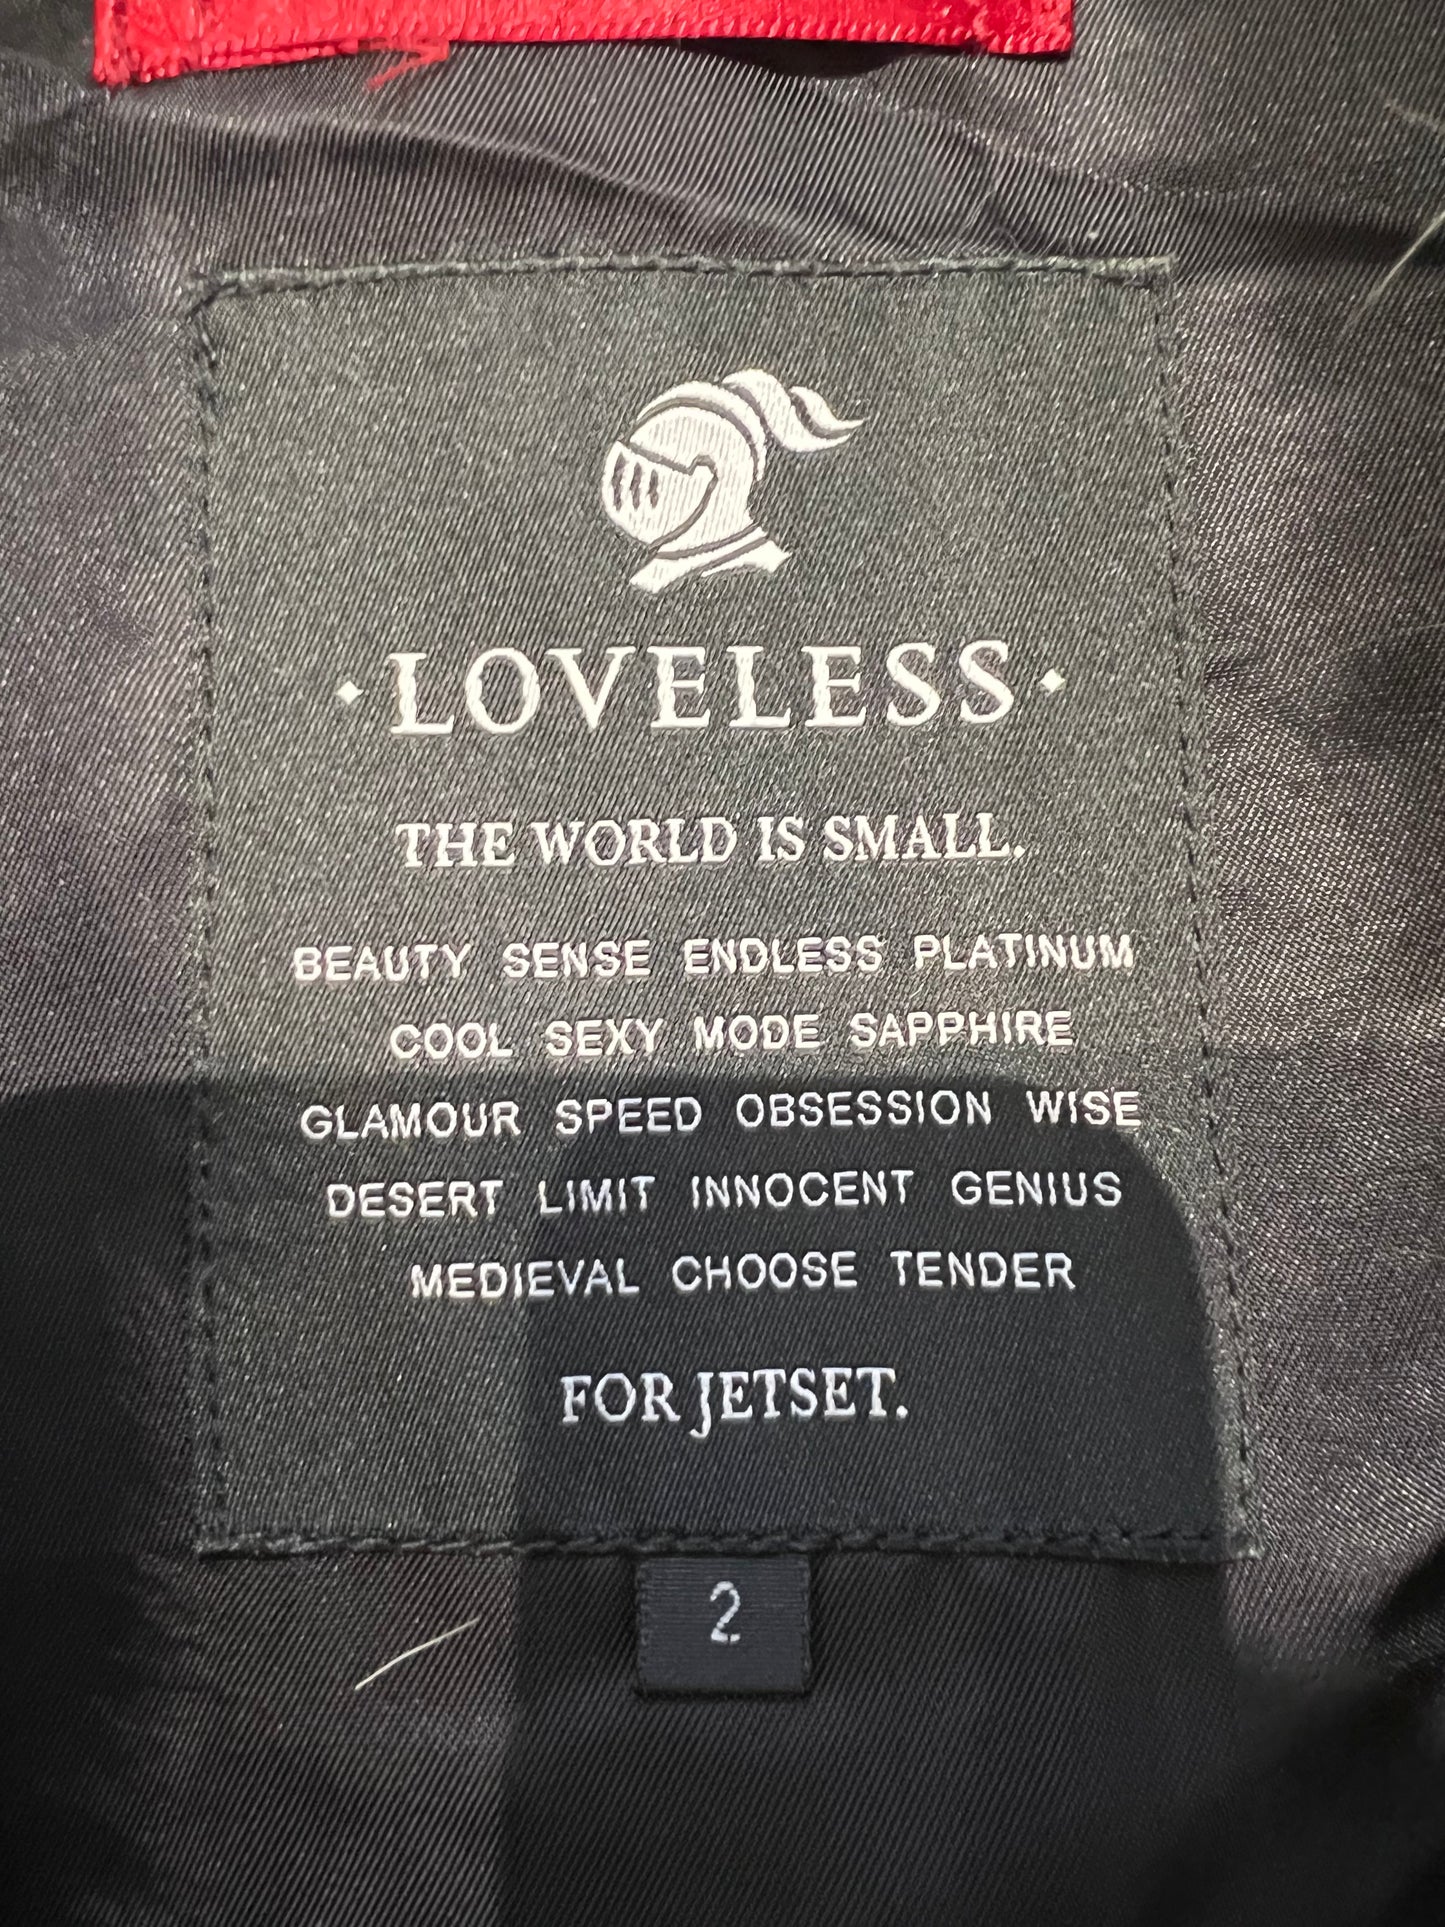 · LOVELESS ·
THE WORLD IS SMALL.
BEAUTY SENSE ENDLESS PLATINUM
COOL SEXY MODE SAPPHIRE
GLAMOUR SPEED OBSESSION WISE
DESERT LIMIT INNOCENT GENIUS
MEDIEVAL CHOOSE TENDER
FOR JETSET.
2